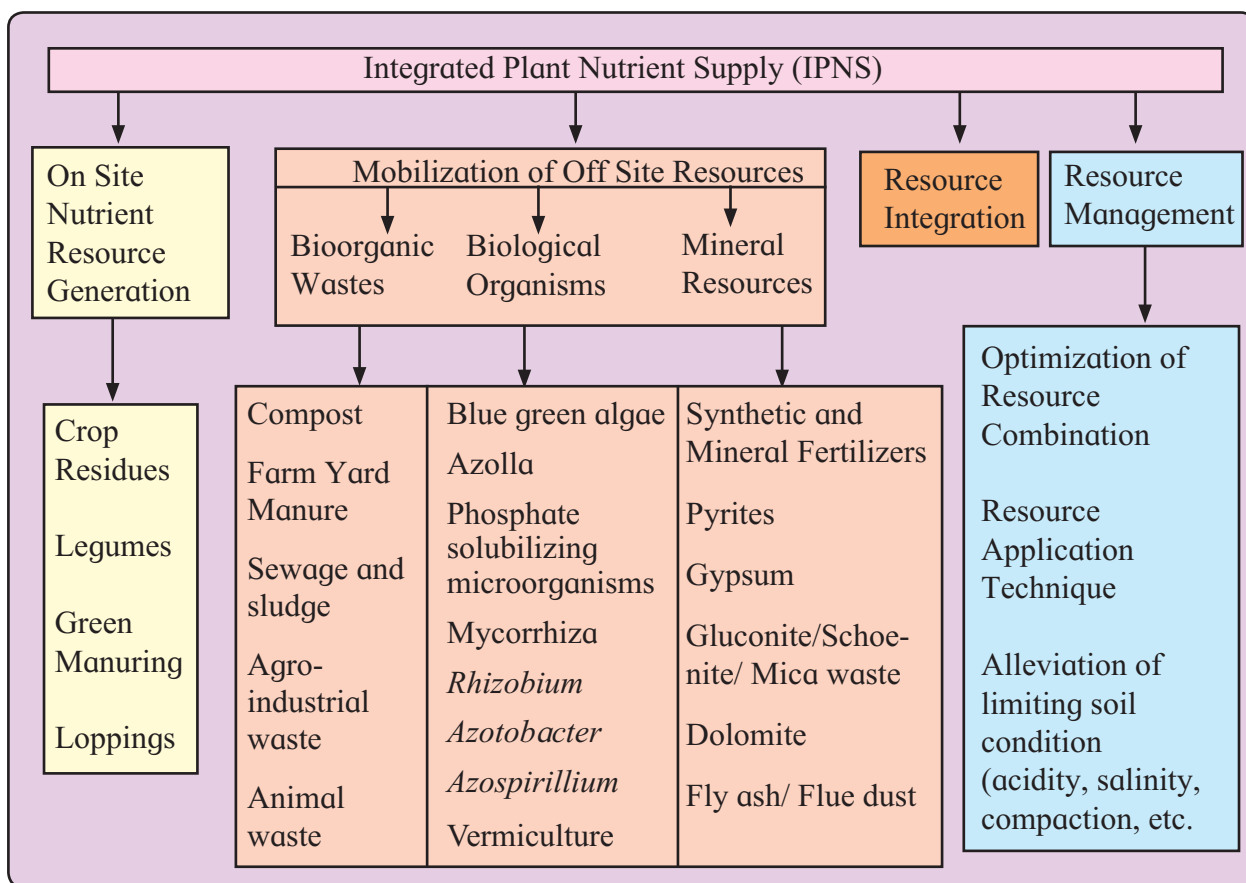 Integrated Plant Nutrient Supply (IPNS)
On Site
Nutrient
Resource
Generation
Mobilization of Off Site Resources
Bioorganic
Wastes
Biological
Organisms
Mineral
Resources
Resource
Integration
Resource
Management
Crop
Residues
Legumes
Green
Manuring
Loppings
Compost
Farm Yard
Manure
Sewage and
sludge
Agro-
industrial
waste
Animal
waste
Blue green algae
Azolla
Phosphate
solubilizing
microorganisms
Mycorrhiza
Rhizobium
Azotobacter
Azospirillium
Vermiculture
Synthetic and
Mineral Fertilizers
Pyrites
Gypsum
Gluconite/Schoe-
nite/ Mica waste
Dolomite
Fly ash/ Flue dust
Optimization of
Resource
Combination
Resource
Application
Technique
Alleviation of
limiting soil
condition
(acidity, salinity,
compaction, etc.